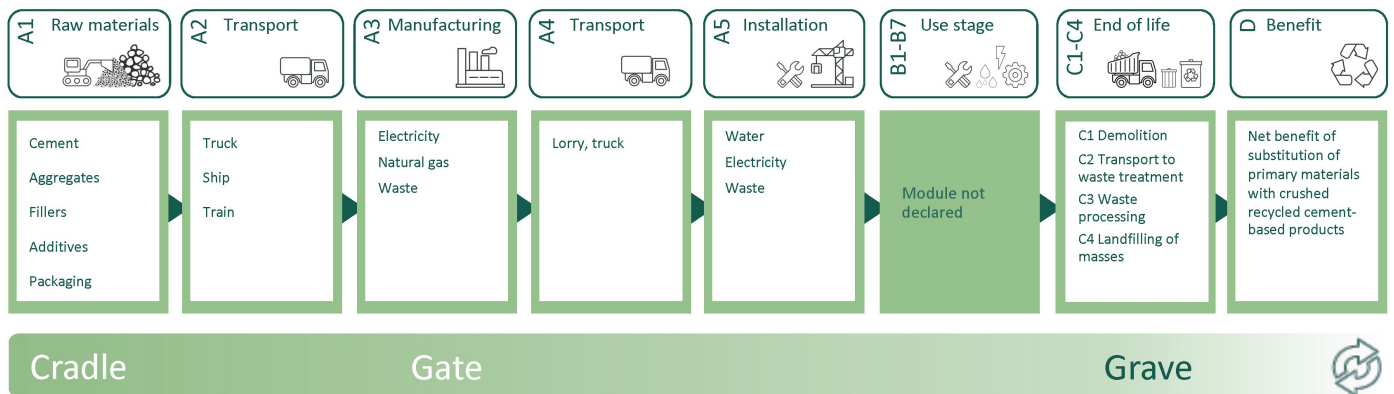 A1 Raw materials
A2 Transport
A3 Manufacturing
A4 Transport
A5 Installation
B1-B7 Use stage
C1-C4 End of life
D Benefit
Cement
Aggregates
Fillers
Additives
Packaging
Truck
Ship
Train
Electricity
Natural gas
Waste
Lorry, truck
Water
Electricity
Waste
Module not
declared
C1 Demolition
C2 Transport to
waste treatment
C3 Waste
processing
C4 Landfilling of
masses
Net benefit of
substitution of
primary materials
with crushed
recycled cement-
based products
Cradle
Gate
Grave